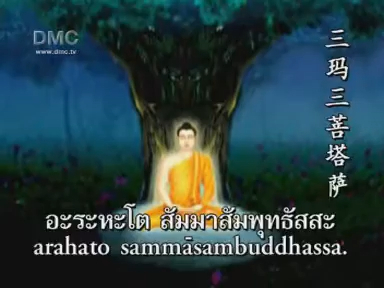 DMC
www.dmc.tv
三玛三菩塔萨
อะระหะโต สัมมาสัมพุทธัสสะ
arahato sammāsambuddhassa.